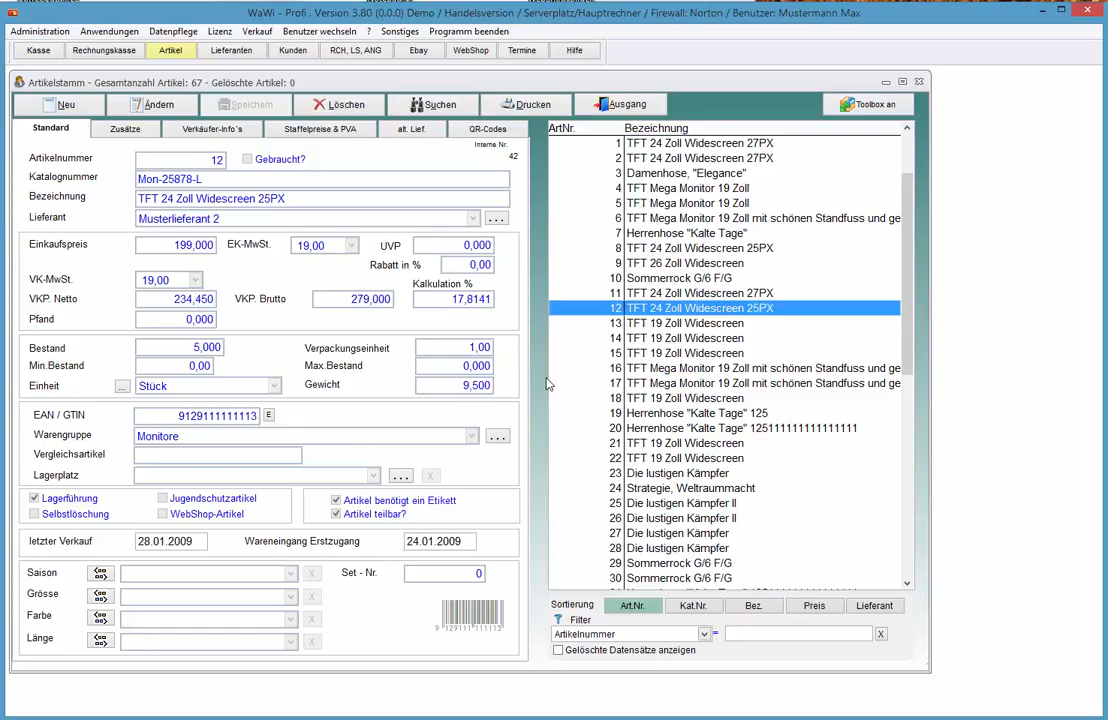 WaWi - Profi . Version 3.80 (0.0.0) Demo / Handelsversion / Serverplatz/Hauptrechner / Firewall: Norton / Benutzer: Mustermann Max
Administration Anwendungen Datenpflege Lizenz Verkauf Benutzer wechseln ? Sonstiges Programm beenden
Kasse Rechnungskasse Artikel Lieferanten Kunden RCH, LS, ANG Ebay WebShop Termine Hilfe
Artikelstamm - Gesamtanzahl Artikel: 67 - Gelöschte Artikel: 0
Neu Ändern Speichern Löschen Suchen Drucken Ausgang Toolbox an
Standard Zusätze Verkäufer-Info's Staffelpreise & PVA alt. Lief. QR-Codes
Interne Nr.
42
Artikelnummer 12 Gebraucht?
Katalognummer Mon-25878-L
Bezeichnung TFT 24 Zoll Widescreen 25PX
Lieferant Musterlieferant 2 ...
Einkaufspreis 199,000 EK-MwSt. 19,00 UVP 0,000
Rabatt in % 0,00
VK-MwSt. 19,00 Kalkulation %
VKP. Netto 234,450 VKP. Brutto 279,000 17,8141
Pfand 0,000
Bestand 5,000 Verpackungseinheit 1,00
Min.Bestand 0,00 Max.Bestand 0,000
Einheit ... Stück Gewicht 9,500
EAN / GTIN 9129111111113 E
Warengruppe Monitore ...
Vergleichsartikel
Lagerplatz ... X
Lagerführung Jugendschutzartikel Artikel benötigt ein Etikett
Selbstlöschung WebShop-Artikel Artikel teilbar?
letzter Verkauf 28.01.2009 Wareneingang Erstzugang 24.01.2009
Saison X Set - Nr. 0
Grösse X
Farbe X
9 129111 111113
Länge X
ArtNr. Bezeichnung
1 TFT 24 Zoll Widescreen 27PX
2 TFT 24 Zoll Widescreen 27PX
3 Damenhose, "Elegance"
4 TFT Mega Monitor 19 Zoll
5 TFT Mega Monitor 19 Zoll
6 TFT Mega Monitor 19 Zoll mit schönen Standfuss und ge
7 Herrenhose "Kalte Tage"
8 TFT 24 Zoll Widescreen 25PX
9 TFT 26 Zoll Widescreen
10 Sommerrock G/6 F/G
11 TFT 24 Zoll Widescreen 27PX
12 TFT 24 Zoll Widescreen 25PX
13 TFT 19 Zoll Widescreen
14 TFT 19 Zoll Widescreen
15 TFT 19 Zoll Widescreen
16 TFT Mega Monitor 19 Zoll mit schönen Standfuss und ge
17 TFT Mega Monitor 19 Zoll mit schönen Standfuss und ge
18 TFT 19 Zoll Widescreen
19 Herrenhose "Kalte Tage" 125
20 Herrenhose "Kalte Tage" 125111111111111111
21 TFT 19 Zoll Widescreen
22 TFT 19 Zoll Widescreen
23 Die lustigen Kämpfer
24 Strategie, Weltraummacht
25 Die lustigen Kämpfer II
26 Die lustigen Kämpfer II
27 Die lustigen Kämpfer
28 Die lustigen Kämpfer
29 Sommerrock G/6 F/G
30 Sommerrock G/6 F/G
Sortierung Art.Nr. Kat.Nr. Bez. Preis Lieferant
Filter
Artikelnummer = X
Gelöschte Datensätze anzeigen